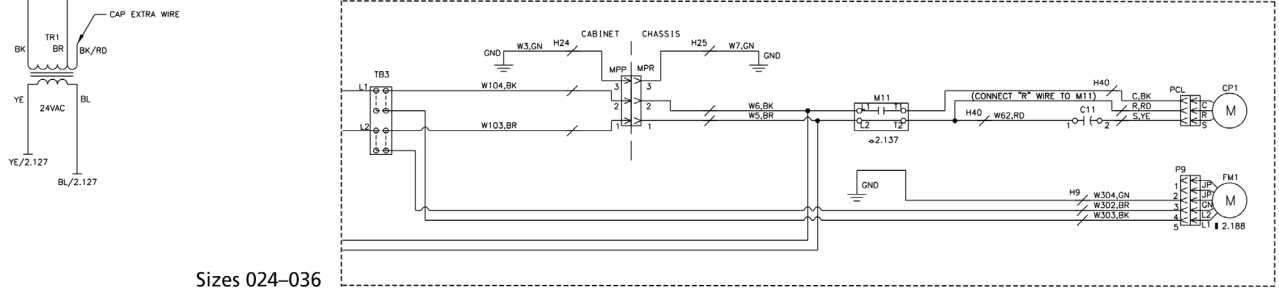 CAP EXTRA WIRE
TR1
BK BR BK/RD
YE 24VAC BL
YE/2.127
BL/2.127
Sizes 024–036
CABINET CHASSIS
GND W3,GN H24 H25 W7,GN GND
TB3 MPP MPR
L1 W104,BK
3 3
2 2
1 1
L2 W103,BR
W6,BK
W5,BR
M11
L1 T1
L2 T2
2.137
H40
(CONNECT "R" WIRE TO M11)
C,BK
R,RD
S,YE
H40 W62,RD
C11
1 2
PCL CP1
C
R
S
M
GND
H9 W304,GN
W302,BR
W303,BK
P9 FM1
1 JP
2 JP
3 GN
4 L2
5 L1
M
2.188